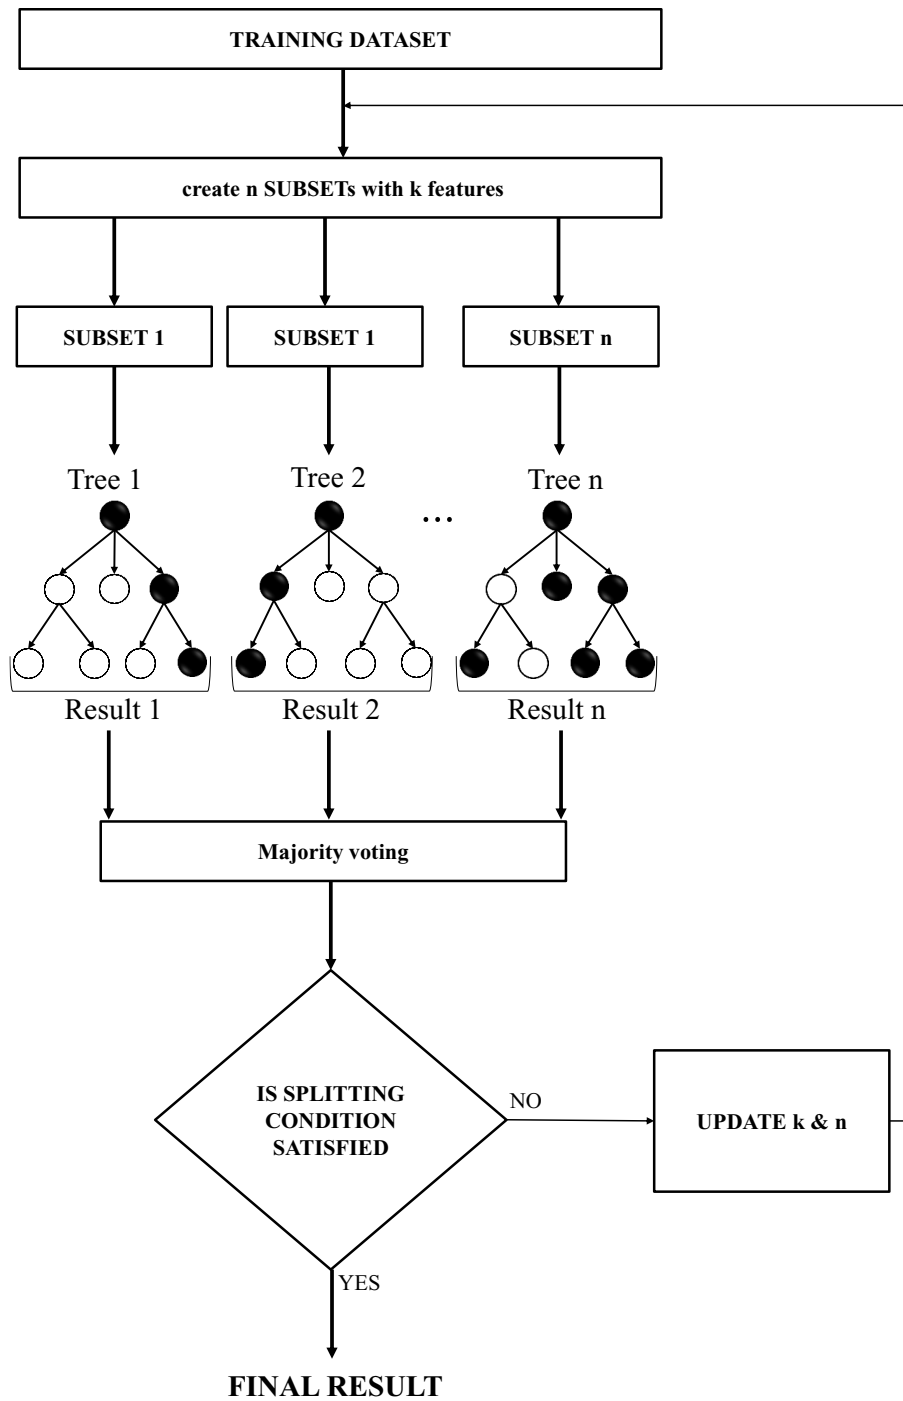 TRAINING DATASET
create n SUBSETs with k features
SUBSET 1
SUBSET 1
SUBSET n
Tree 1
Tree 2
Tree n
...
Result 1
Result 2
Result n
Majority voting
IS SPLITTING
CONDITION
SATISFIED
NO
UPDATE k & n
YES
FINAL RESULT